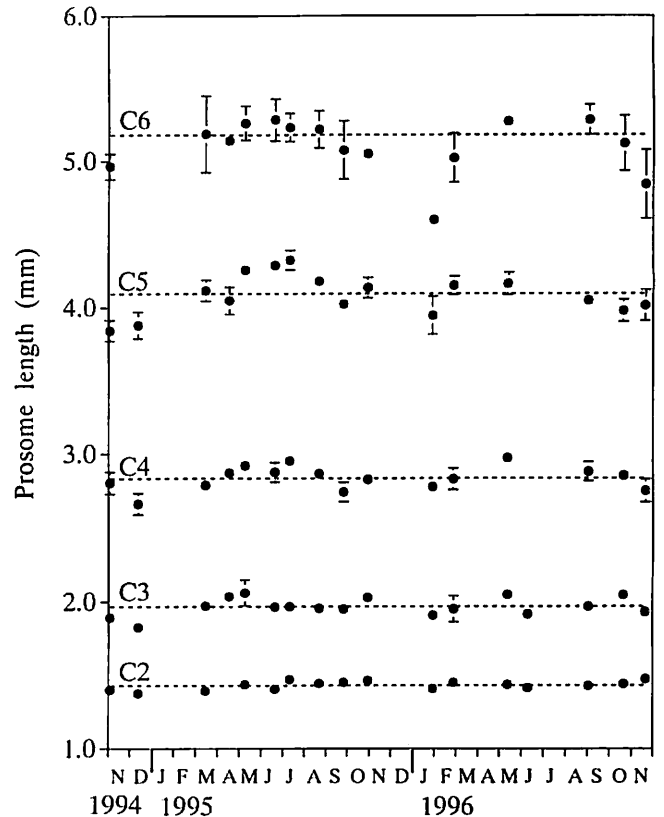 6.0
C6
5.0
C5
4.0
Prosome length (mm)
3.0
C4
C3
2.0
C2
1.0
N D J F M A M J J A S O N D J F M A M J J A S O N
1994 1995 1996